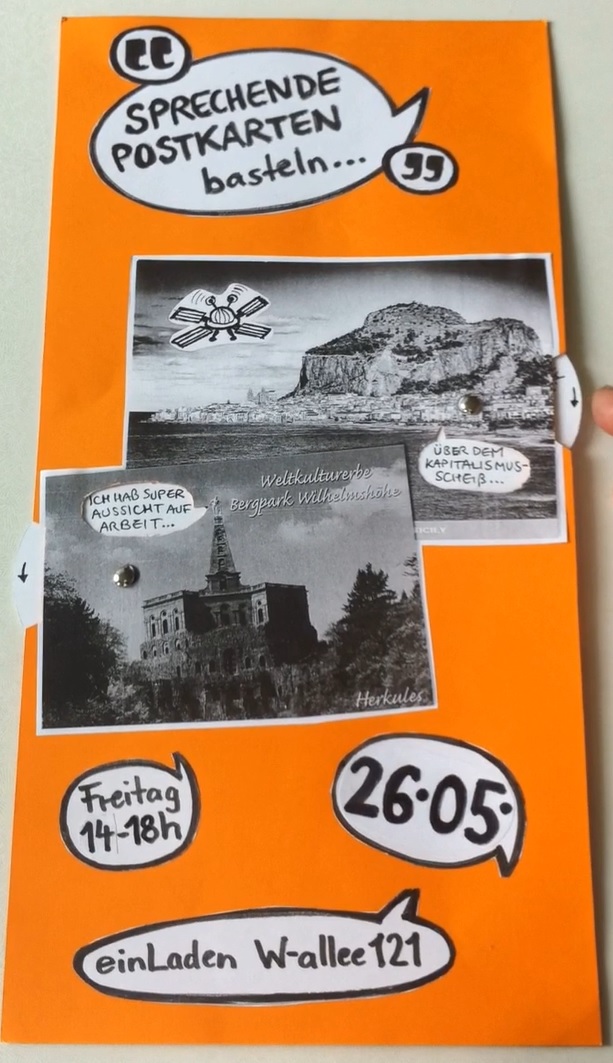 SPRECHENDE
POSTKARTEN
basteln...
ÜBER DEM
KAPITALISMUS-
SCHEIß...
Weltkulturerbe
Bergpark Wilhelmshöhe
ICH HAB SUPER
AUSSICHT AUF
ARBEIT...
Herkules
Freitag
14-18h
26.05.
einLaden W-allee 121